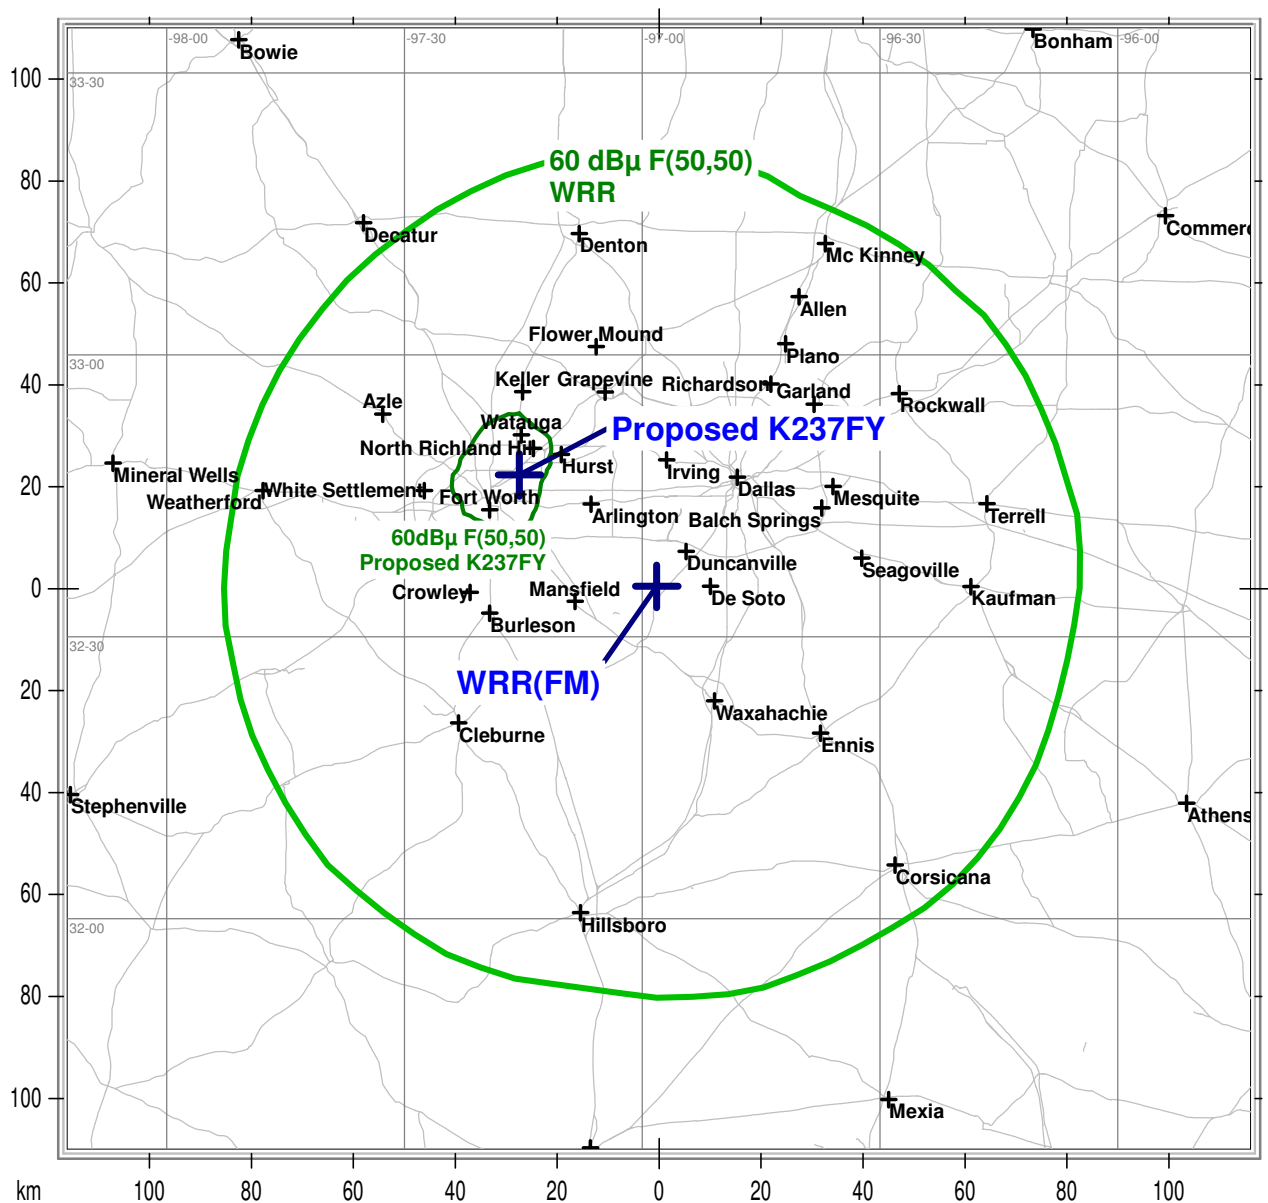 -98-00
-97-30
-97-00
-96-30
-96-00
Bowie
Bonham
100
33-30
60 dBµ F(50,50)
WRR
80
Decatur
Denton
Commerc
Mc Kinney
60
Allen
Flower Mound
Plano
33-00
40
Keller
Grapevine
Richardson
Garland
Azle
Rockwall
Watauga
Proposed K237FY
North Richland Hil
Hurst
Irving
Mineral Wells
20
Weatherford
White Settlement
Fort Worth
Dallas
Mesquite
Arlington
Balch Springs
Terrell
60dBµ F(50,50)
Proposed K237FY
Duncanville
Seagoville
0
Crowley
Mansfield
De Soto
Kaufman
Burleson
32-30
WRR(FM)
20
Waxahachie
Cleburne
Ennis
40
Stephenville
Athens
Corsicana
60
Hillsboro
32-00
80
100
Mexia
km
100
80
60
40
20
0
20
40
60
80
100